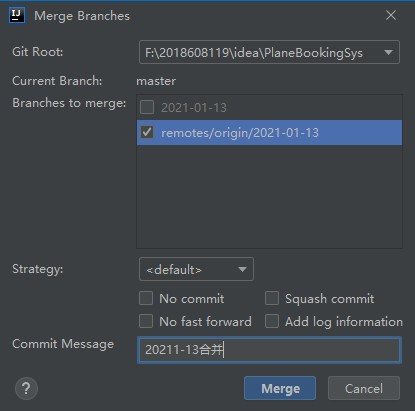 IJ Merge Branches
Git Root: F:\2018608119\idea\PlaneBookingSys
Current Branch: master
Branches to merge: 2021-01-13
remotes/origin/2021-01-13
Strategy: <default>
No commit Squash commit
No fast forward Add log information
Commit Message 20211-13合并
? Merge Cancel